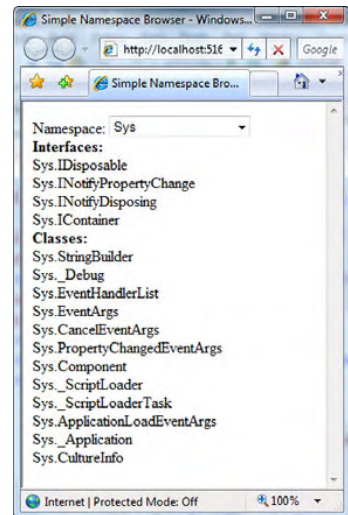 Simple Namespace Browser - Windows...
http://localhost:516
Google
Simple Namespace Bro...
Namespace: Sys
Interfaces:
Sys.IDisposable
Sys.INotifyPropertyChange
Sys.INotifyDisposing
Sys.IContainer
Classes:
Sys.StringBuilder
Sys._Debug
Sys.EventHandlerList
Sys.EventArgs
Sys.CancelEventArgs
Sys.PropertyChangedEventArgs
Sys.Component
Sys._ScriptLoader
Sys._ScriptLoaderTask
Sys.ApplicationLoadEventArgs
Sys._Application
Sys.CultureInfo
Internet | Protected Mode: Off 100%